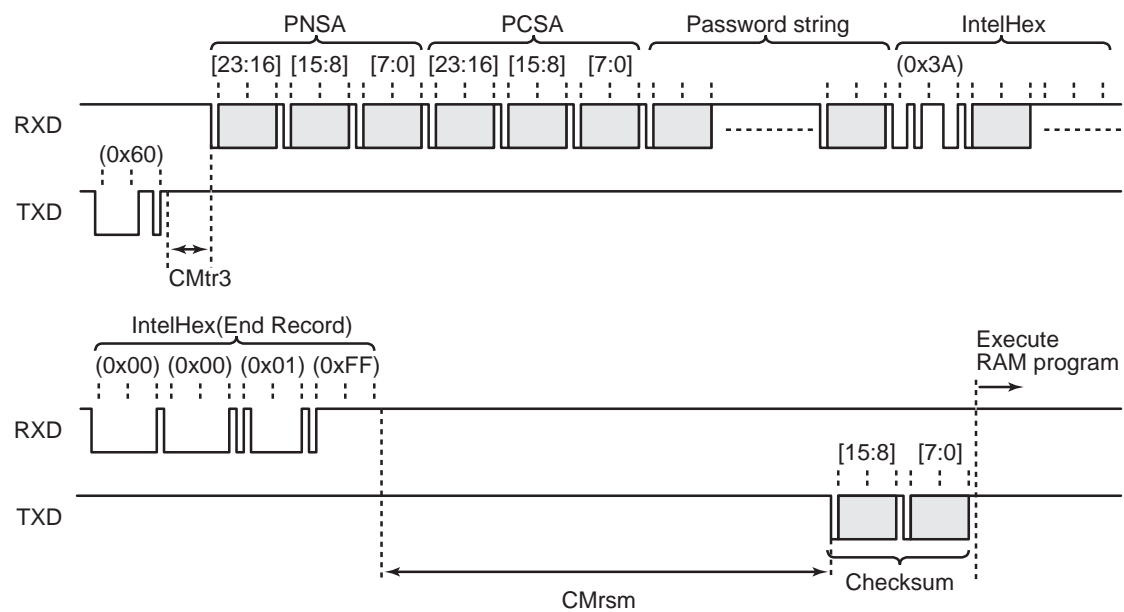 PNSA PCSA Password string IntelHex
[23:16] [15:8] [7:0] [23:16] [15:8] [7:0] (0x3A)
RXD
(0x60)
TXD
CMtr3
IntelHex(End Record)
(0x00) (0x00) (0x01) (0xFF)
Execute
RAM program
RXD
[15:8] [7:0]
TXD
Checksum
CMrsm